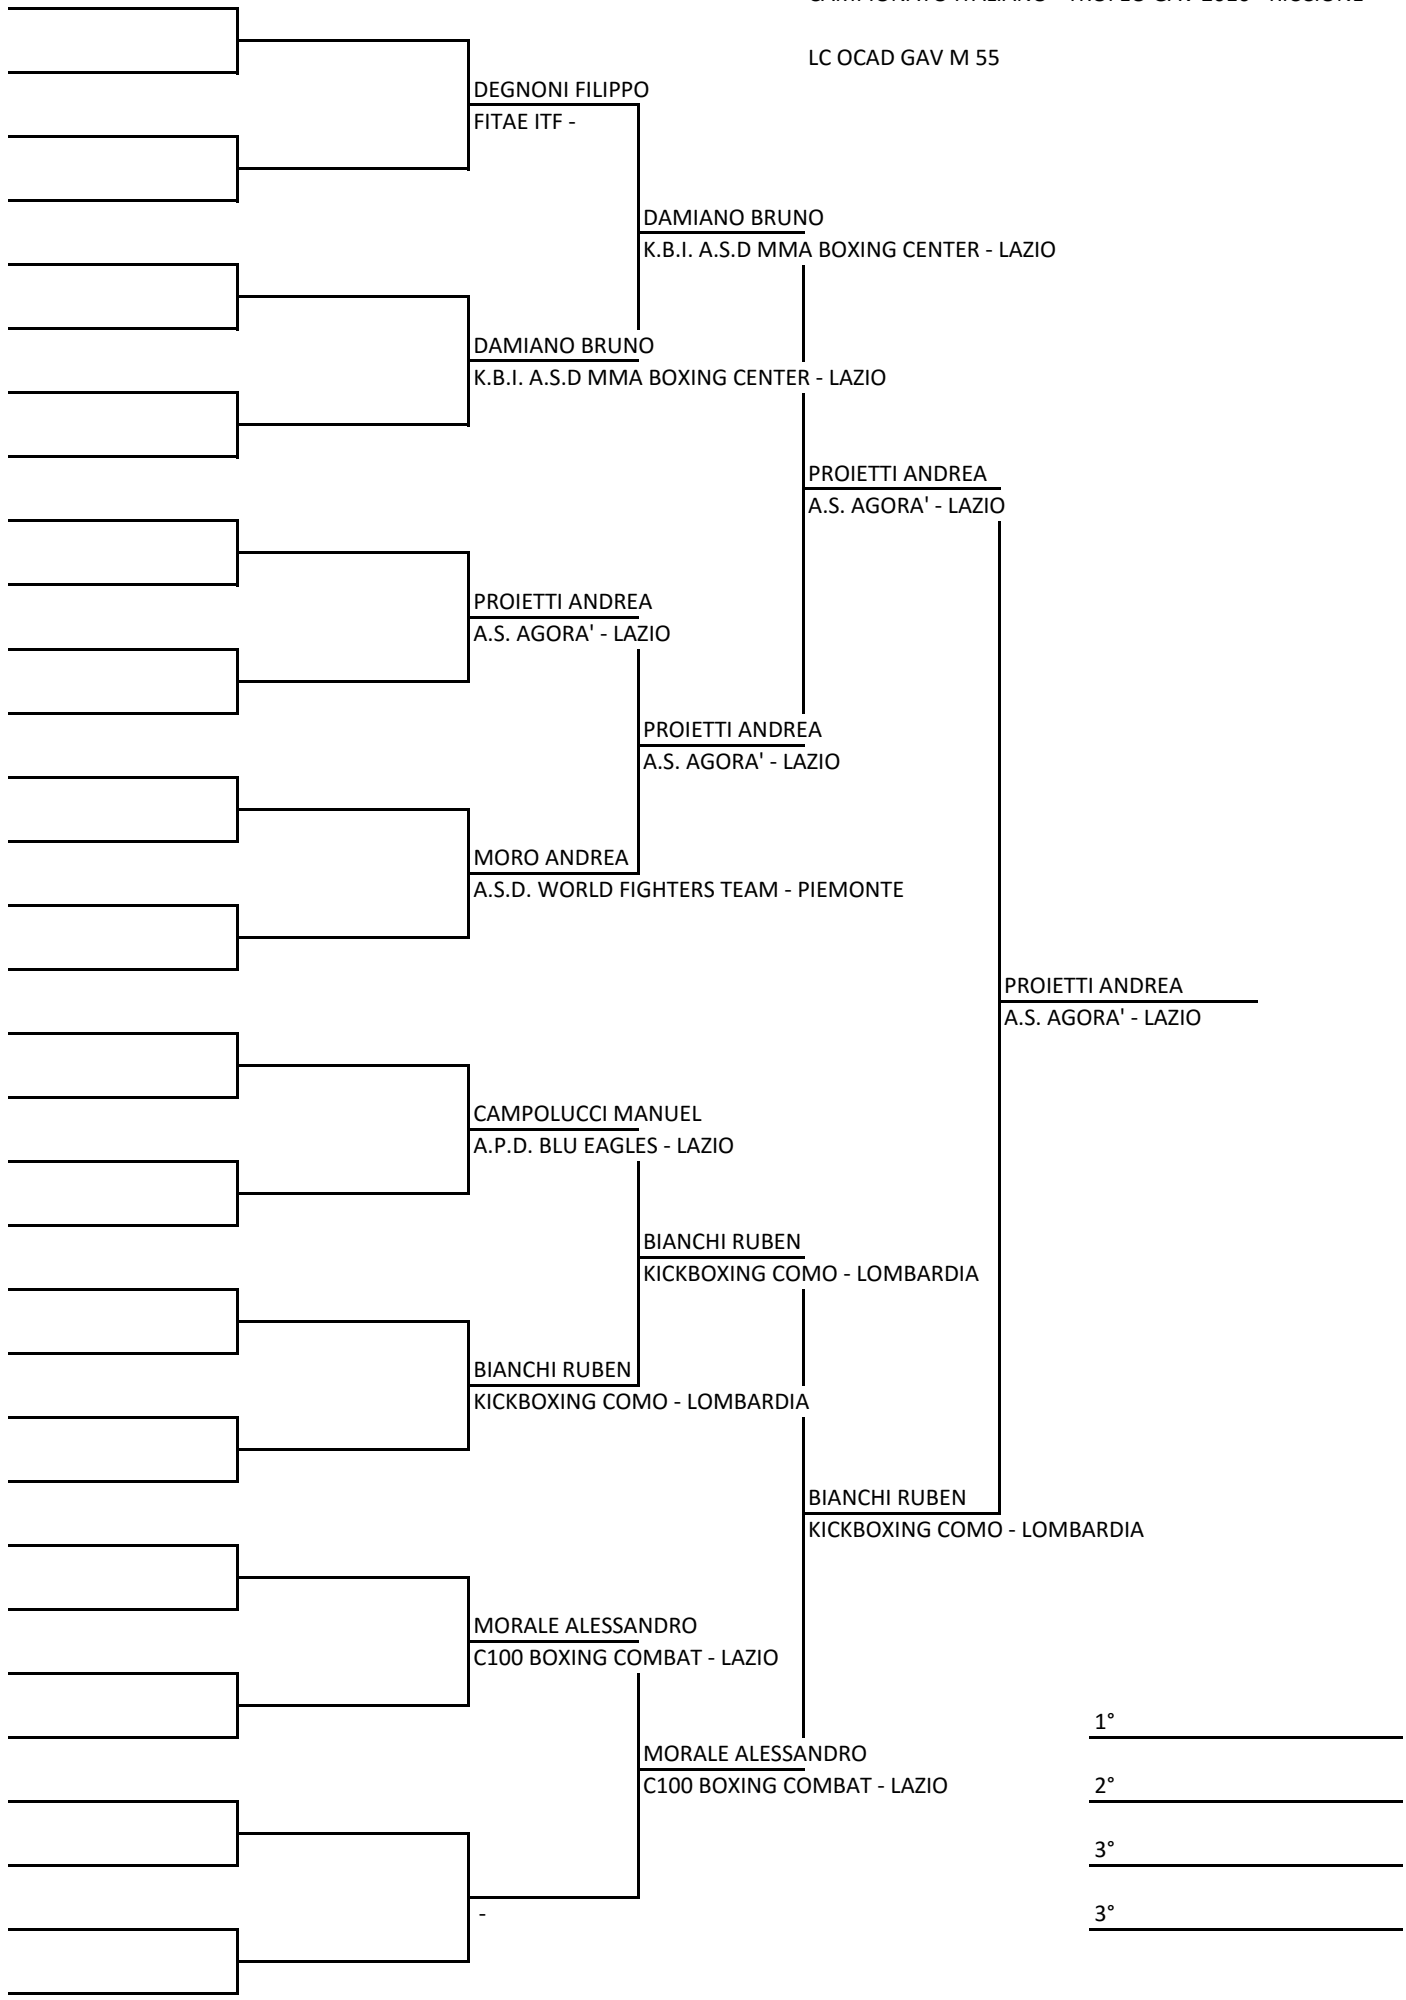 LC OCAD GAV M 55
DEGNONI FILIPPO
FITAE ITF -
DAMIANO BRUNO
K.B.I. A.S.D MMA BOXING CENTER - LAZIO
DAMIANO BRUNO
K.B.I. A.S.D MMA BOXING CENTER - LAZIO
PROIETTI ANDREA
A.S. AGORA' - LAZIO
PROIETTI ANDREA
A.S. AGORA' - LAZIO
PROIETTI ANDREA
A.S. AGORA' - LAZIO
MORO ANDREA
A.S.D. WORLD FIGHTERS TEAM - PIEMONTE
PROIETTI ANDREA
A.S. AGORA' - LAZIO
CAMPOLUCCI MANUEL
A.P.D. BLU EAGLES - LAZIO
BIANCHI RUBEN
KICKBOXING COMO - LOMBARDIA
BIANCHI RUBEN
KICKBOXING COMO - LOMBARDIA
BIANCHI RUBEN
KICKBOXING COMO - LOMBARDIA
MORALE ALESSANDRO
C100 BOXING COMBAT - LAZIO
1°
MORALE ALESSANDRO
C100 BOXING COMBAT - LAZIO
2°
3°
-
3°